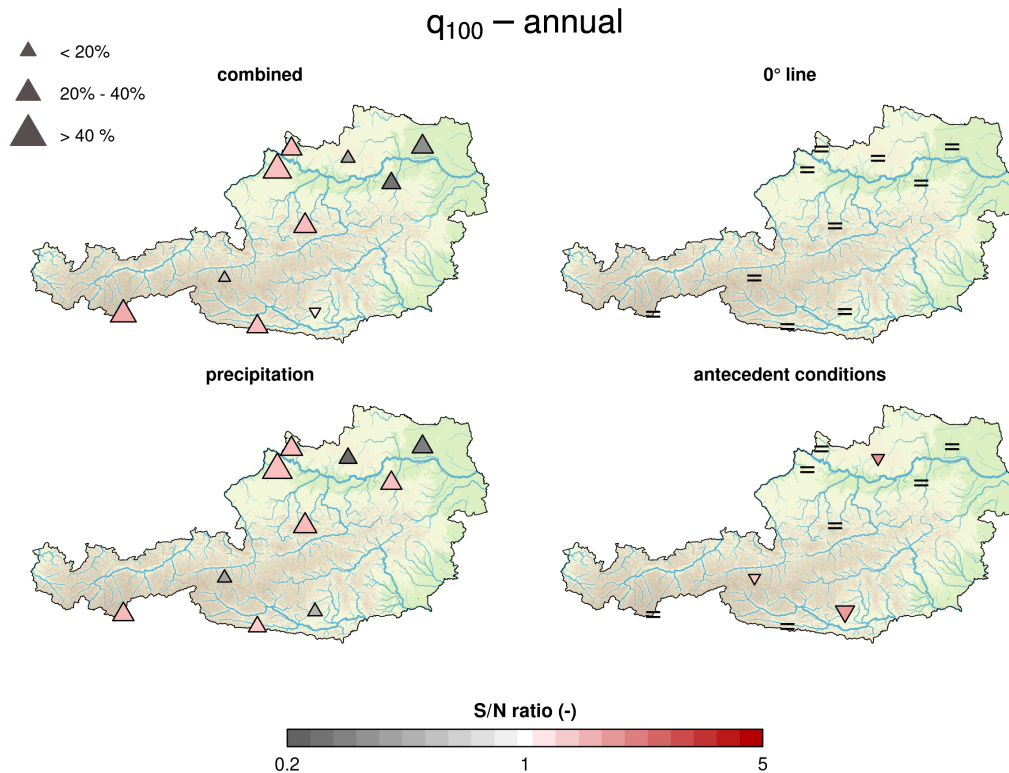 q₁₀₀ – annual
< 20%
20% - 40%
> 40 %
combined
0° line
precipitation
antecedent conditions
S/N ratio (-)
0.2
1
5